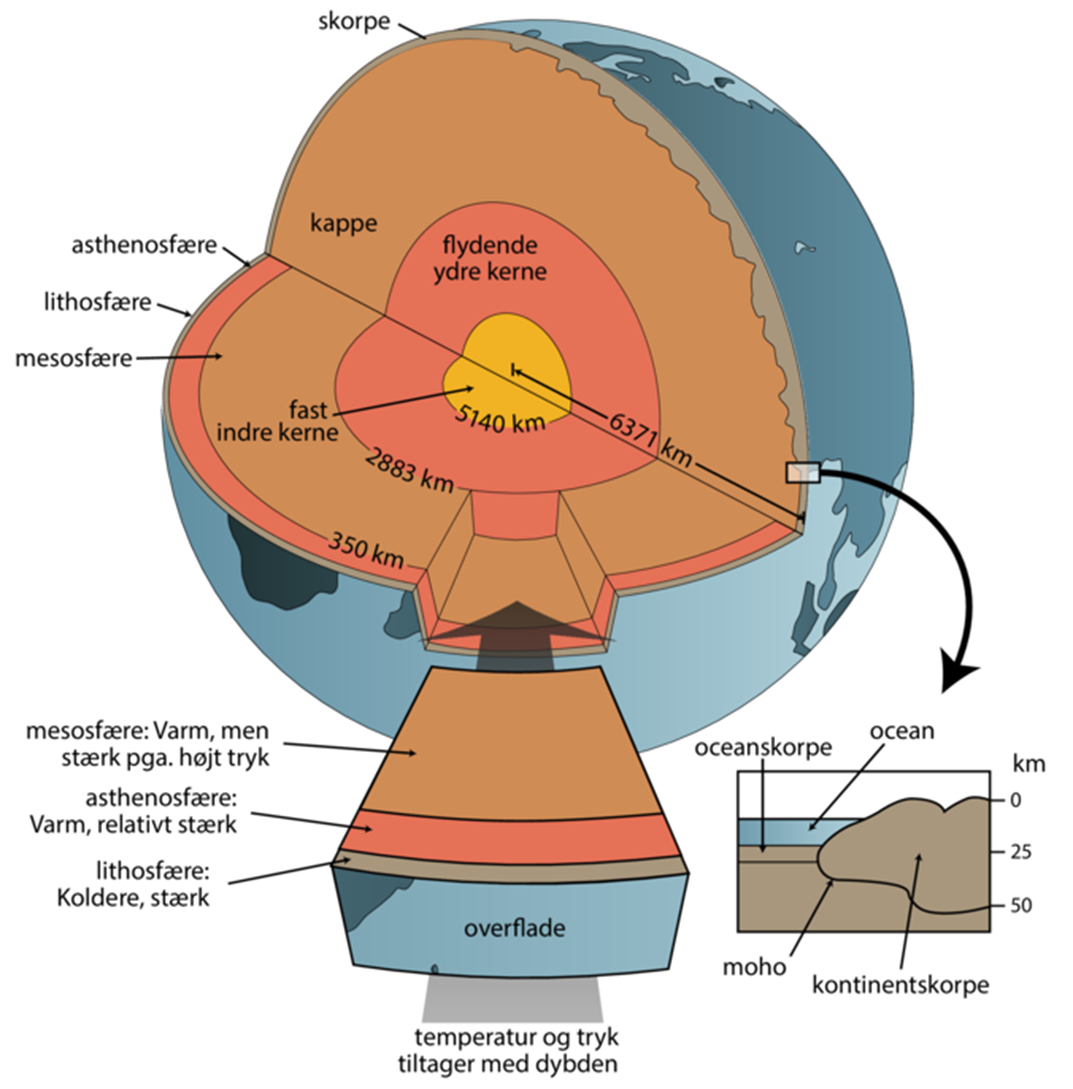 skorpe
kappe
asthenosfære
lithosfære
mesosfære
flydende
ydre kerne
fast
indre kerne
5140 km
6371 km
2883 km
350 km
mesosfære: Varm, men
stærk pga. højt tryk
asthenosfære:
Varm, relativt stærk
lithosfære:
Koldere, stærk
overflade
temperatur og tryk
tiltager med dybden
ocean
oceanskorpe
km
0
25
50
moho
kontinentskorpe